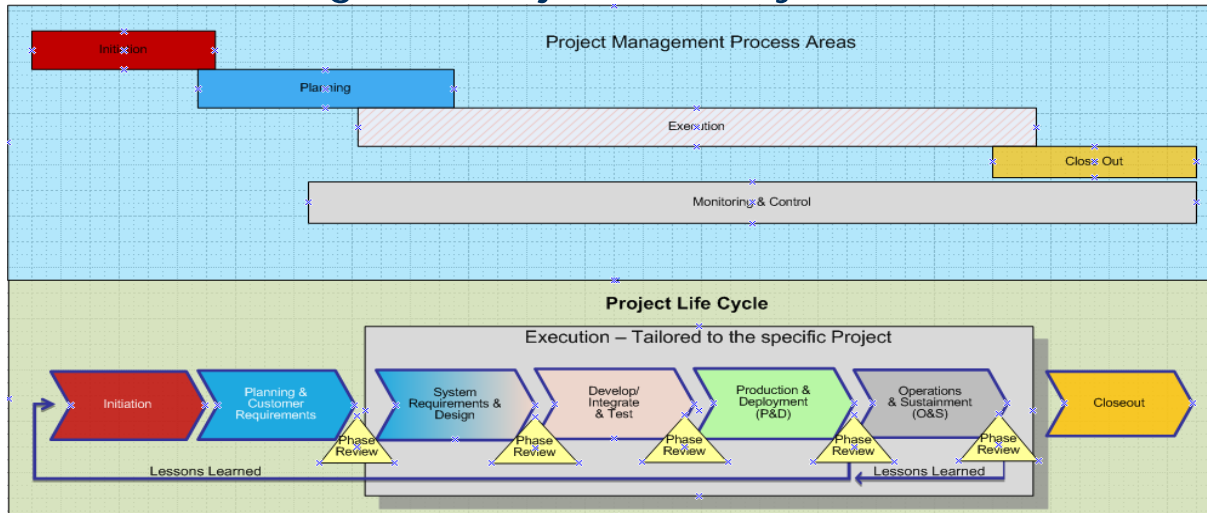 Project Management Process Areas
Initiation
Planning
Execution
Close Out
Monitoring & Control
Project Life Cycle
Execution – Tailored to the specific Project
Initiation
Planning &
Customer
Requirements
System
Requirements &
Design
Develop/
Integrate
& Test
Production &
Deployment
(P&D)
Operations
& Sustainment
(O&S)
Closeout
Phase
Review
Phase
Review
Phase
Review
Phase
Review
Phase
Review
Lessons Learned
Lessons Learned